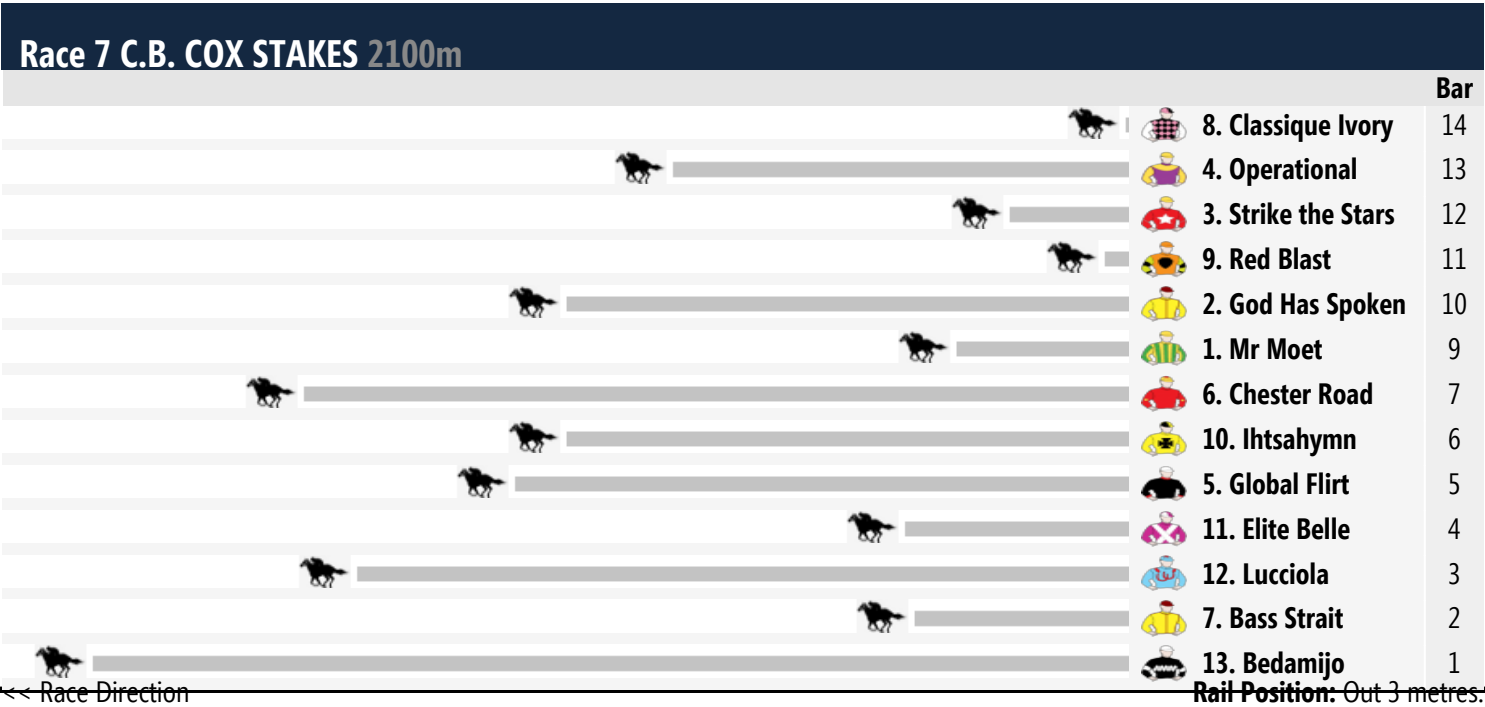 Race 7 C.B. COX STAKES 2100m
Bar
8. Classique Ivory 14
4. Operational 13
3. Strike the Stars 12
9. Red Blast 11
2. God Has Spoken 10
1. Mr Moet 9
6. Chester Road 7
10. Ihtsahymn 6
5. Global Flirt 5
11. Elite Belle 4
12. Lucciola 3
7. Bass Strait 2
13. Bedamijo 1
<< Race Direction Rail Position: Out 3 metres.